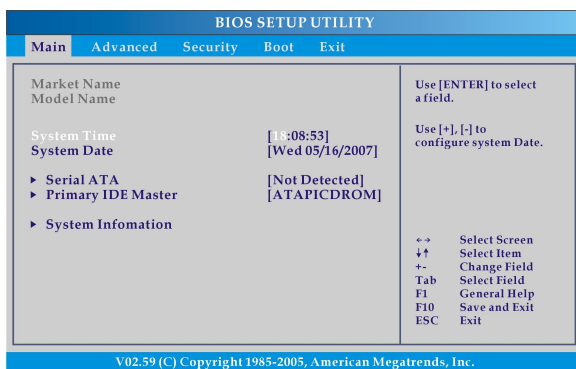 BIOS SETUP UTILITY
Main Advanced Security Boot Exit
Market Name
Model Name
System Time [18:08:53]
System Date [Wed 05/16/2007]
▸ Serial ATA [Not Detected]
▸ Primary IDE Master [ATAPICDROM]
▸ System Infomation
Use [ENTER] to select
a field.
Use [+], [-] to
configure system Date.
←→ Select Screen
↓↑ Select Item
+- Change Field
Tab Select Field
F1 General Help
F10 Save and Exit
ESC Exit
V02.59 (C) Copyright 1985-2005, American Megatrends, Inc.